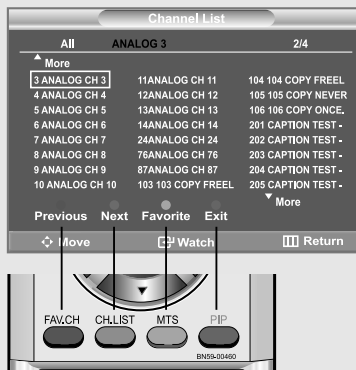 Channel List
All ANALOG 3 2/4
More
3 ANALOG CH 3 11ANALOG CH 11 104 104 COPY FREEL
4 ANALOG CH 4 12ANALOG CH 12 105 105 COPY NEVER
5 ANALOG CH 5 13ANALOG CH 13 106 106 COPY ONCE.
6 ANALOG CH 6 14ANALOG CH 14 201 CAPTION TEST -
7 ANALOG CH 7 24ANALOG CH 24 202 CAPTION TEST -
8 ANALOG CH 8 76ANALOG CH 76 203 CAPTION TEST -
9 ANALOG CH 9 87ANALOG CH 87 204 CAPTION TEST -
10 ANALOG CH 10 103 103 COPY FREEL 205 CAPTION TEST -
More
Previous Next Favorite Exit
Move Watch Return
FAV.CH CH.LIST MTS PIP
BN59-00460